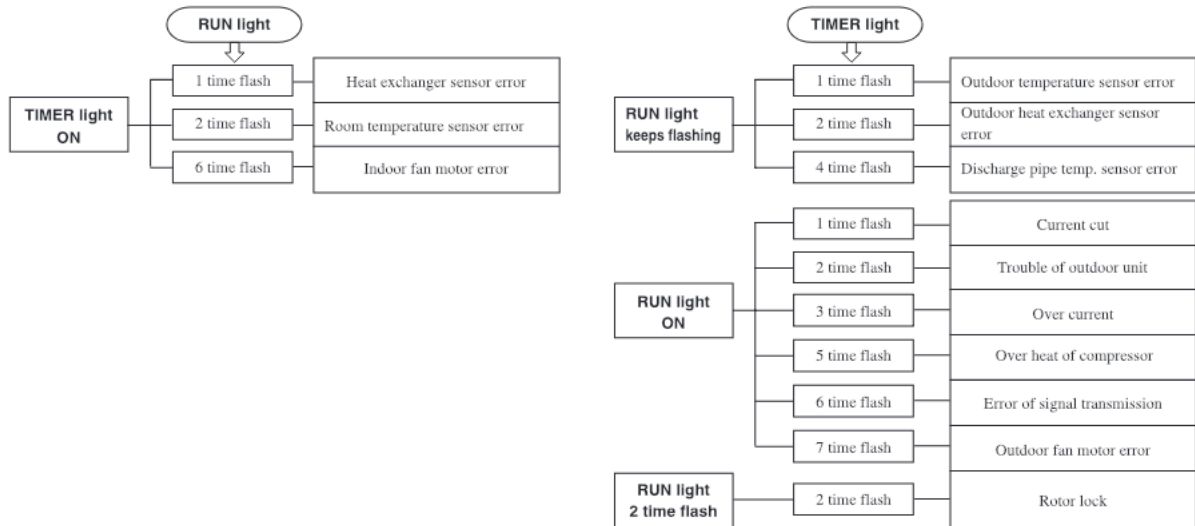 RUN light
1 time flash
Heat exchanger sensor error
TIMER light
ON
2 time flash
Room temperature sensor error
6 time flash
Indoor fan motor error
TIMER light
RUN light
keeps flashing
1 time flash
Outdoor temperature sensor error
2 time flash
Outdoor heat exchanger sensor
error
4 time flash
Discharge pipe temp. sensor error
RUN light
ON
1 time flash
Current cut
2 time flash
Trouble of outdoor unit
3 time flash
Over current
5 time flash
Over heat of compressor
6 time flash
Error of signal transmission
7 time flash
Outdoor fan motor error
RUN light
2 time flash
2 time flash
Rotor lock